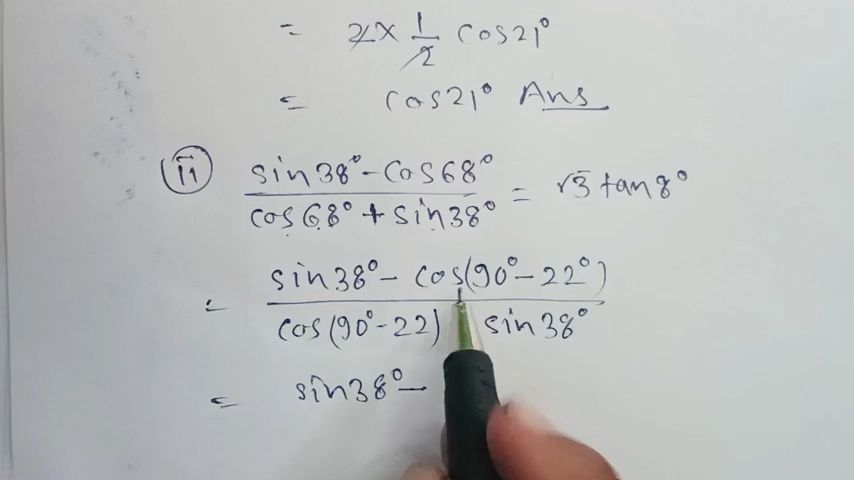 = 2 × 1/2 cos21°
= cos21° Ans
(ii) sin38° - cos68° / cos68° + sin38° = √3 tan8°
= sin38° - cos(90° - 22°) / cos(90° - 22) sin38°
= sin38° -